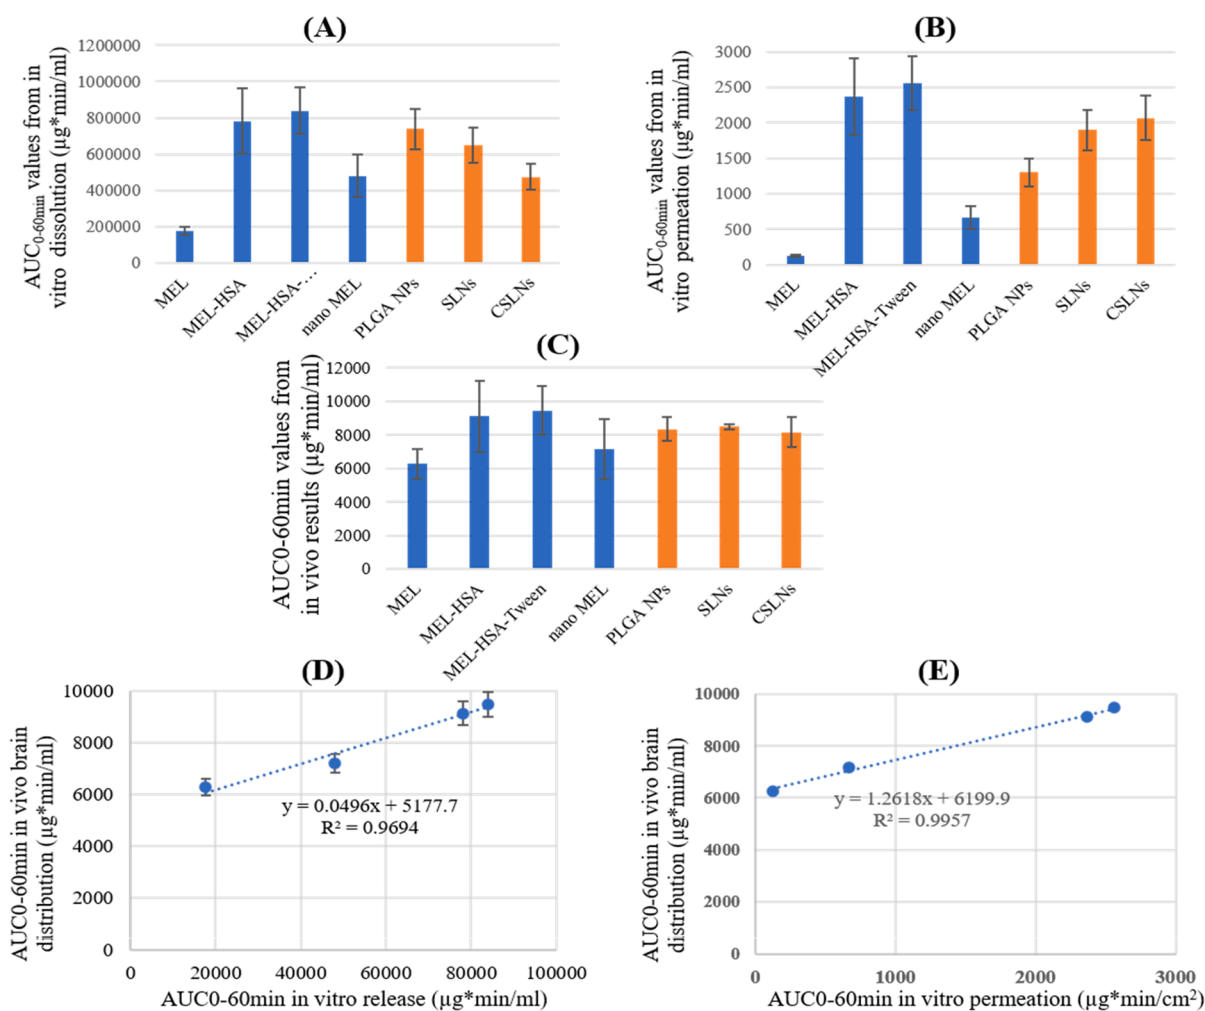 (A)
AUC0-60min values from in
vitro dissolution (µg*min/ml)
1200000
1000000
800000
600000
400000
200000
0
MEL
MEL-HSA
MEL-HSA-...
nano MEL
PLGA NPs
SLNs
CSLNs
(B)
AUC0-60min values from in
vitro permeation (µg*min/ml)
3000
2500
2000
1500
1000
500
0
MEL
MEL-HSA
MEL-HSA-Tween
nano MEL
PLGA NPs
SLNs
CSLNs
(C)
AUC0-60min values from
in vivo results (µg*min/ml)
12000
10000
8000
6000
4000
2000
0
MEL
MEL-HSA
MEL-HSA-Tween
nano MEL
PLGA NPs
SLNs
CSLNs
(D)
AUC0-60min in vivo brain
distribution (µg*min/ml)
10000
8000
6000
4000
2000
0
y = 0.0496x + 5177.7
R² = 0.9694
0 20000 40000 60000 80000 100000
AUC0-60min in vitro release (µg*min/ml)
(E)
AUC0-60min in vivo brain
distribution (µg*min/ml)
10000
8000
6000
4000
2000
0
y = 1.2618x + 6199.9
R² = 0.9957
0 1000 2000 3000
AUC0-60min in vitro permeation (µg*min/cm²)